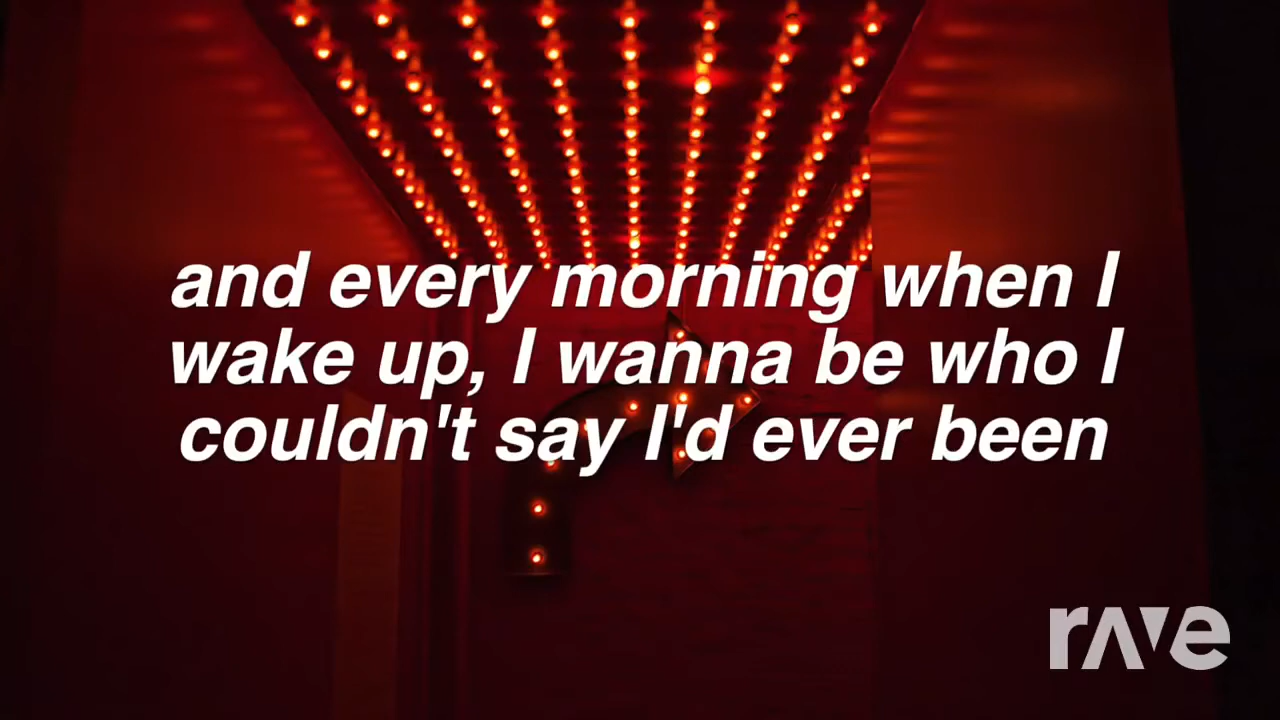 and every morning when I
wake up, I wanna be who I
couldn't say I'd ever been
rave